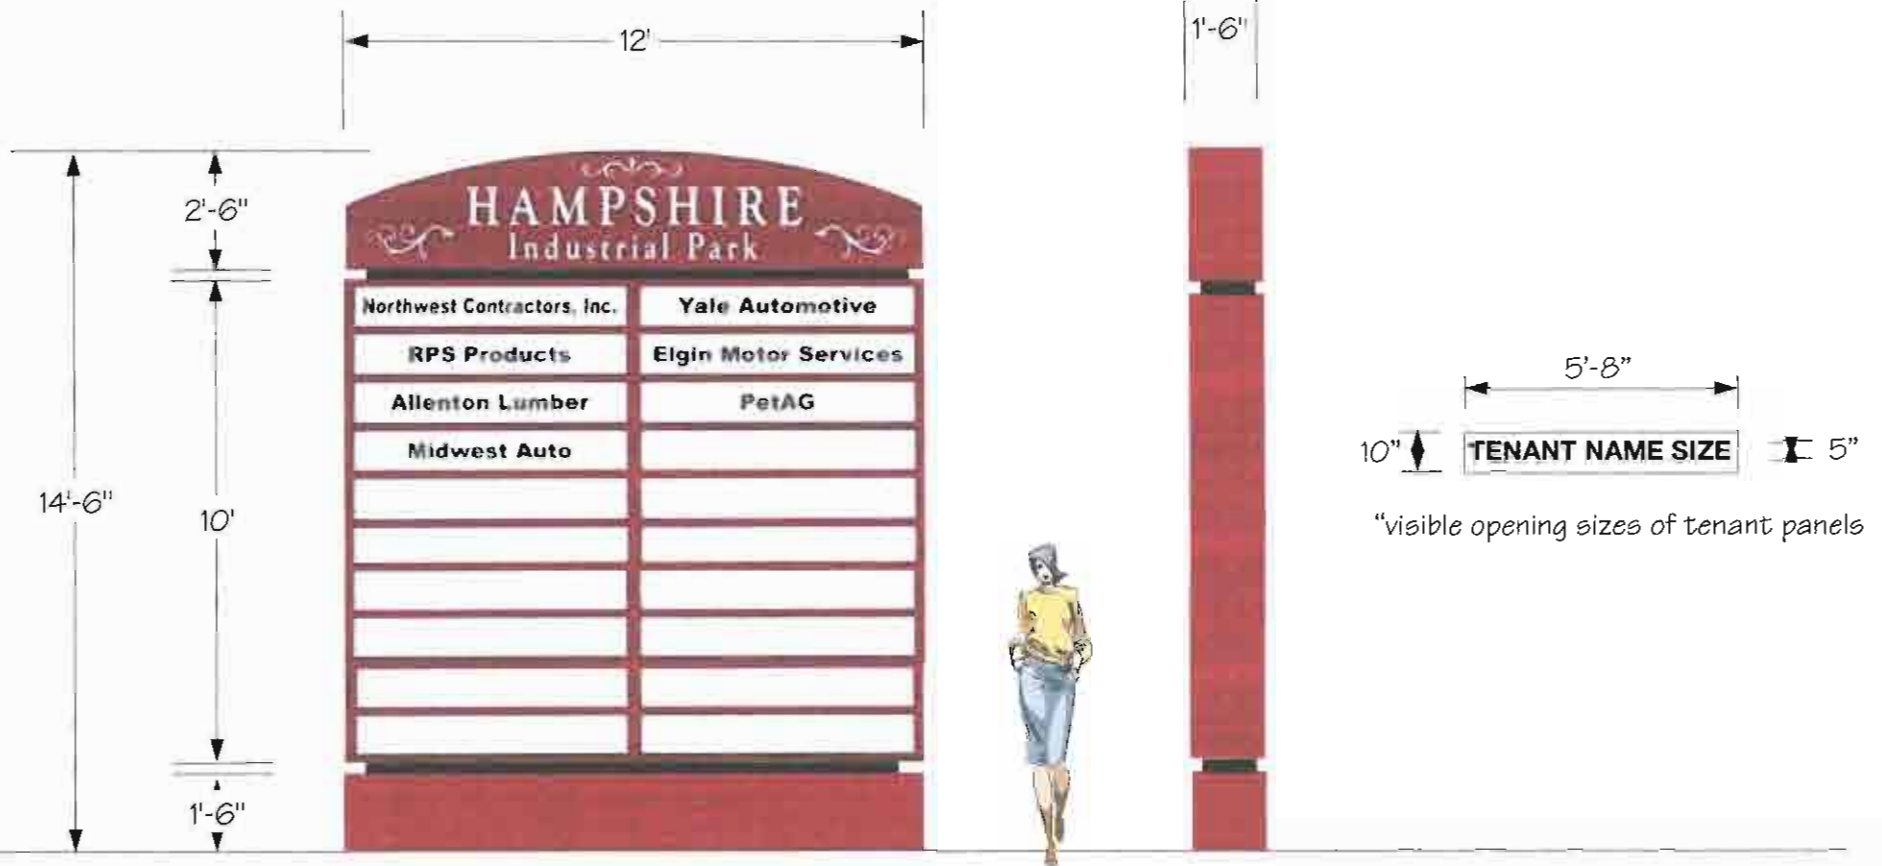 12'
1'-6"
2'-6"
HAMPSHIRE
Industrial Park
Northwest Contractors, Inc.
Yale Automotive
RPS Products
Elgin Motor Services
Allenton Lumber
PetAG
Midwest Auto
14'-6"
10'
1'-6"
5'-8"
10"
TENANT NAME SIZE
5"
"visible opening sizes of tenant panels